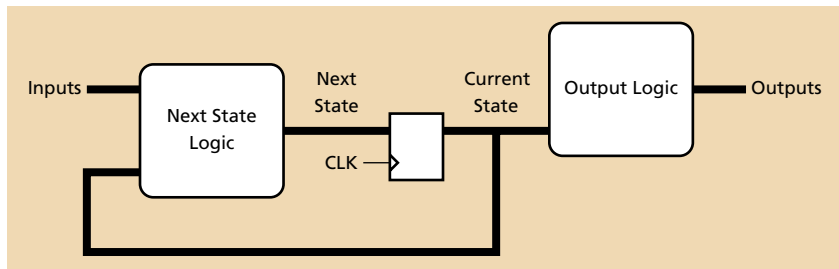 Inputs
Next State
Logic
Next
State
CLK
Current
State
Output Logic
Outputs